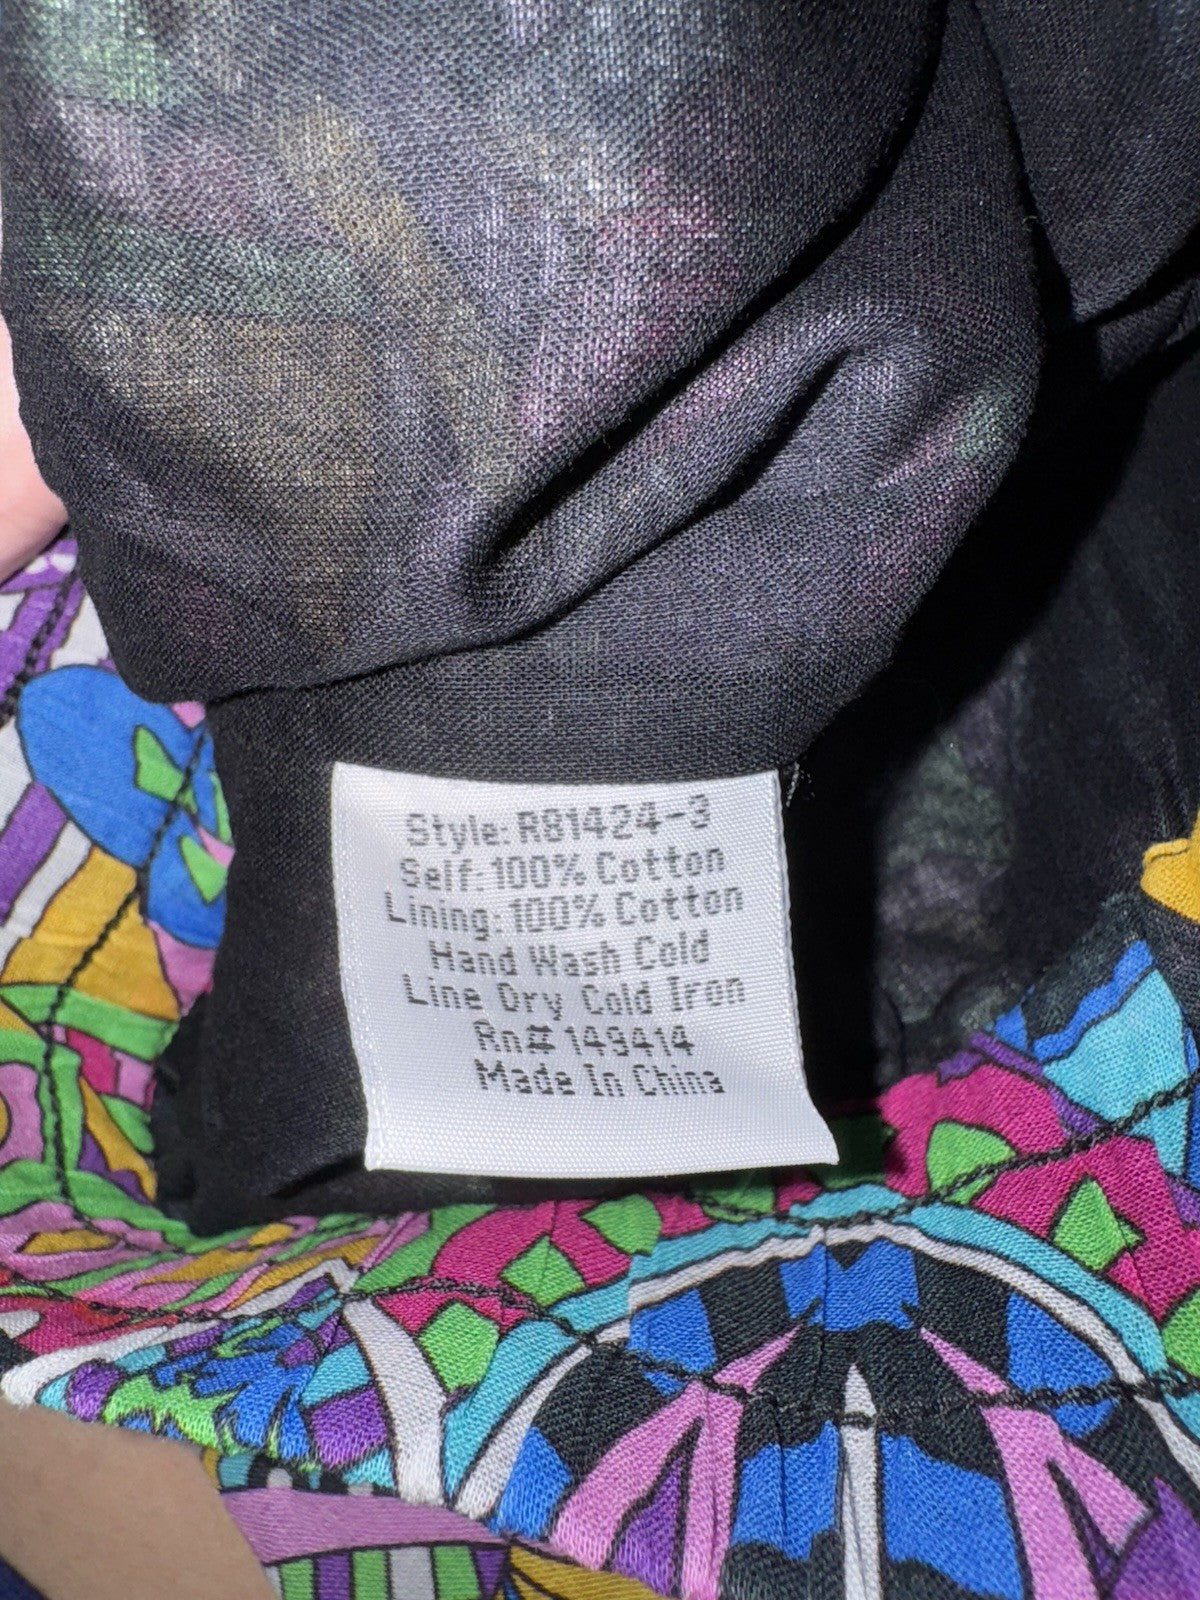 Style: R81424-3
Self: 100% Cotton
Lining: 100% Cotton
Hand Wash Cold
Line Dry Cold Iron
Rn# 149414
Made In China